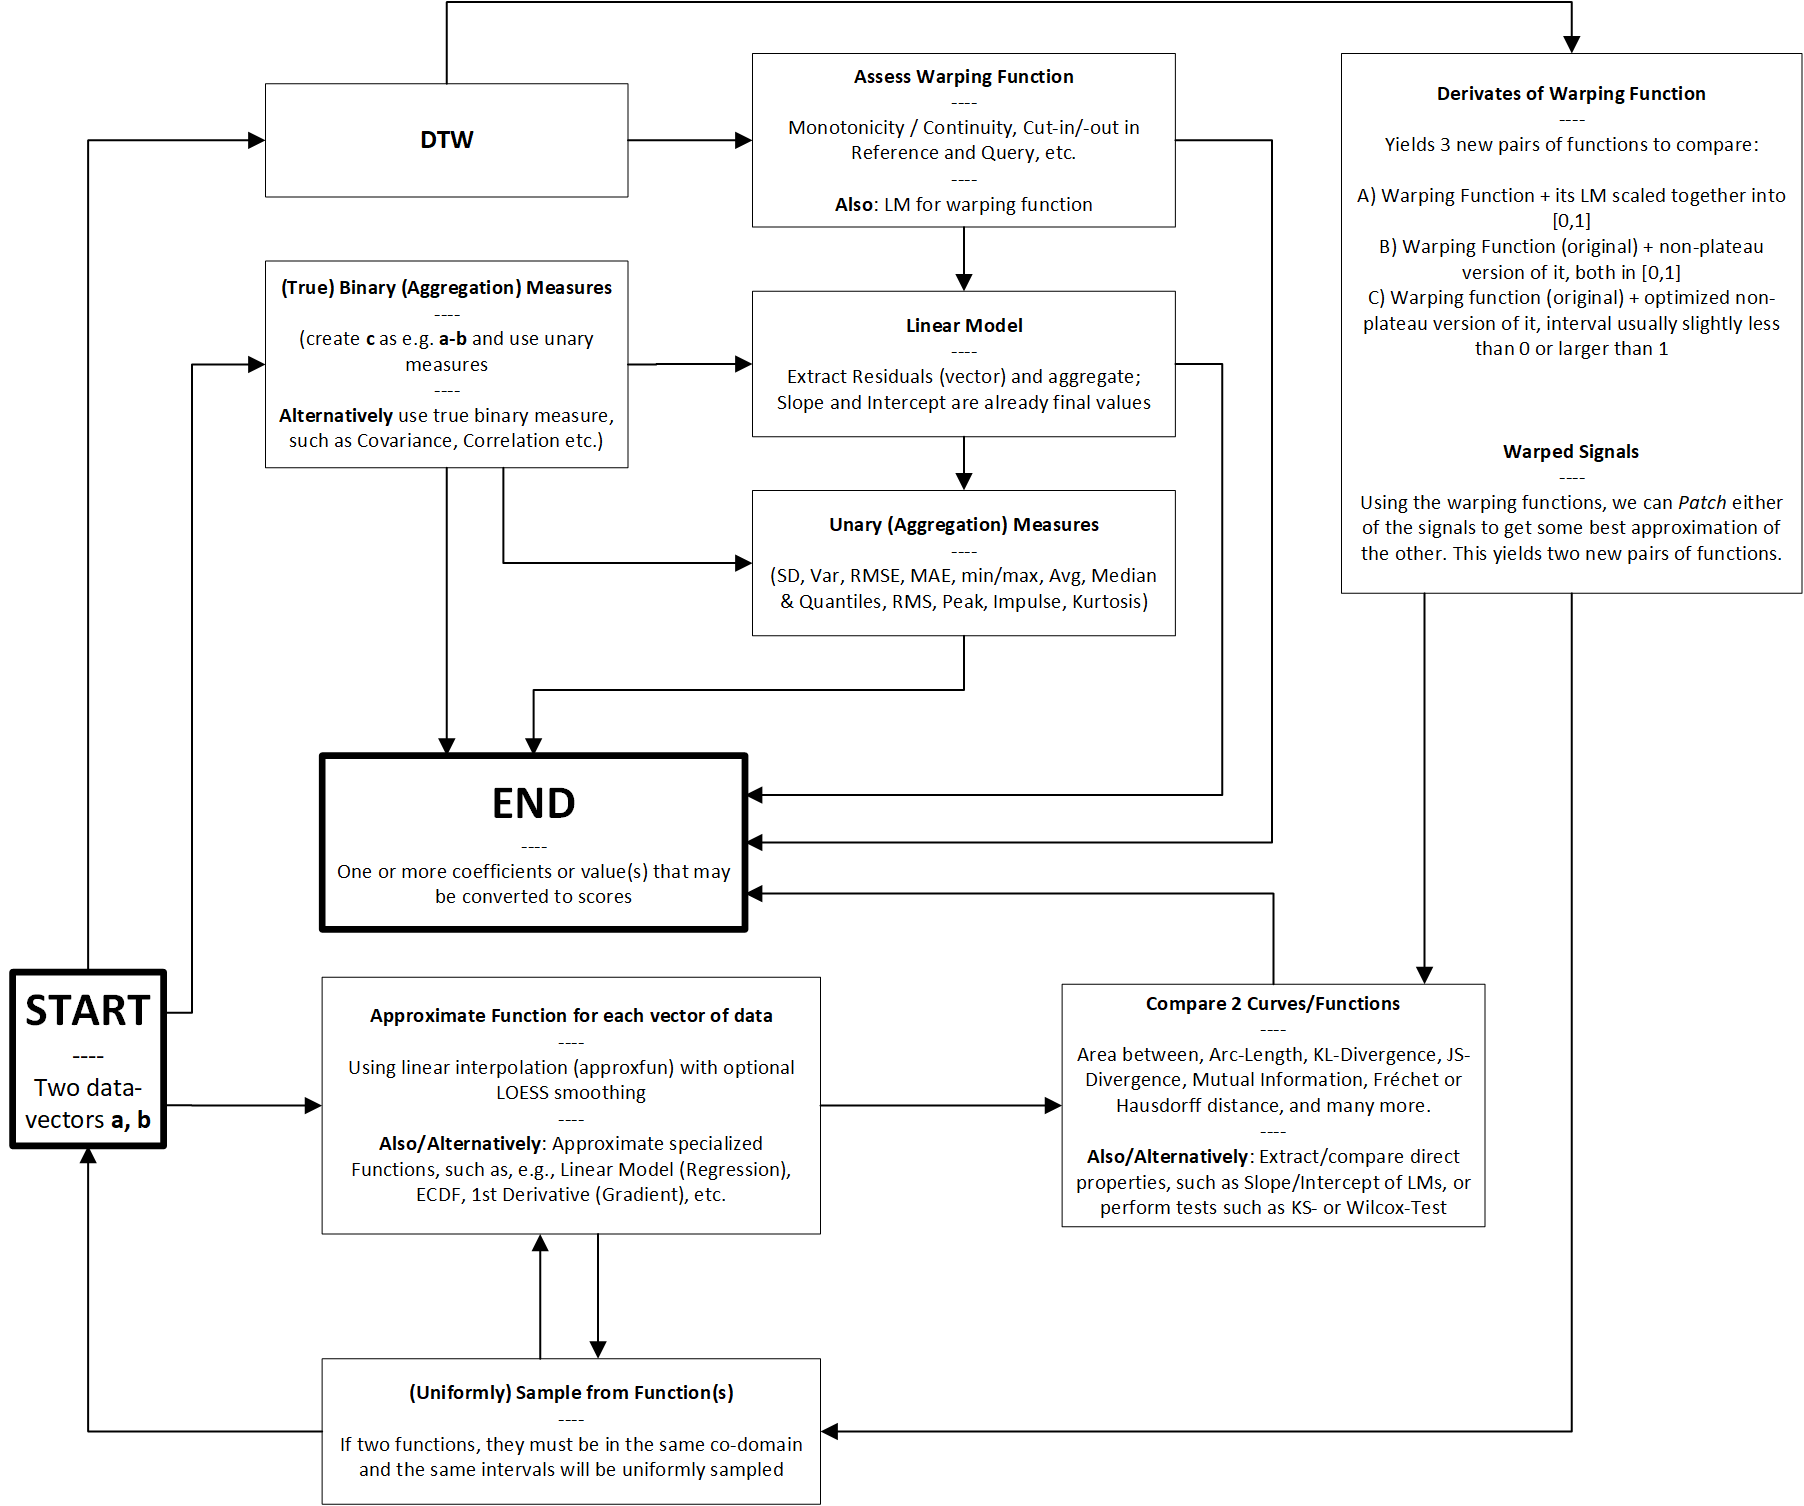 DTW
Assess Warping Function
----
Monotonicity / Continuity, Cut-in/-out in
Reference and Query, etc.
----
Also: LM for warping function
Derivates of Warping Function
----
Yields 3 new pairs of functions to compare:
A) Warping Function + its LM scaled together into
[0,1]
B) Warping Function (original) + non-plateau
version of it, both in [0,1]
C) Warping function (original) + optimized non-
plateau version of it, interval usually slightly less
than 0 or larger than 1
Warped Signals
----
Using the warping functions, we can Patch either
of the signals to get some best approximation of
the other. This yields two new pairs of functions.
(True) Binary (Aggregation) Measures
----
(create c as e.g. a-b and use unary
measures
----
Alternatively use true binary measure,
such as Covariance, Correlation etc.)
Linear Model
----
Extract Residuals (vector) and aggregate;
Slope and Intercept are already final values
Unary (Aggregation) Measures
----
(SD, Var, RMSE, MAE, min/max, Avg, Median
& Quantiles, RMS, Peak, Impulse, Kurtosis)
END
----
One or more coefficients or value(s) that may
be converted to scores
START
----
Two data-
vectors a, b
Approximate Function for each vector of data
----
Using linear interpolation (approxfun) with optional
LOESS smoothing
----
Also/Alternatively: Approximate specialized
Functions, such as, e.g., Linear Model (Regression),
ECDF, 1st Derivative (Gradient), etc.
Compare 2 Curves/Functions
----
Area between, Arc-Length, KL-Divergence, JS-
Divergence, Mutual Information, Fréchet or
Hausdorff distance, and many more.
----
Also/Alternatively: Extract/compare direct
properties, such as Slope/Intercept of LMs, or
perform tests such as KS- or Wilcox-Test
(Uniformly) Sample from Function(s)
----
If two functions, they must be in the same co-domain
and the same intervals will be uniformly sampled